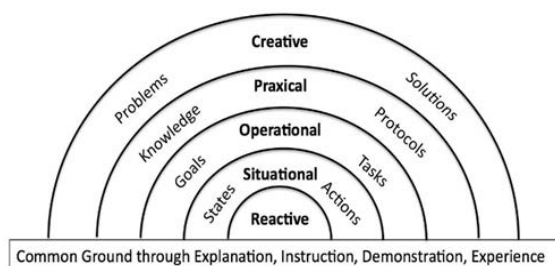 Creative
Problems
Solutions
Praxical
Knowledge
Protocols
Operational
Goals
Tasks
Situational
States
Actions
Reactive
Common Ground through Explanation, Instruction, Demonstration, Experience